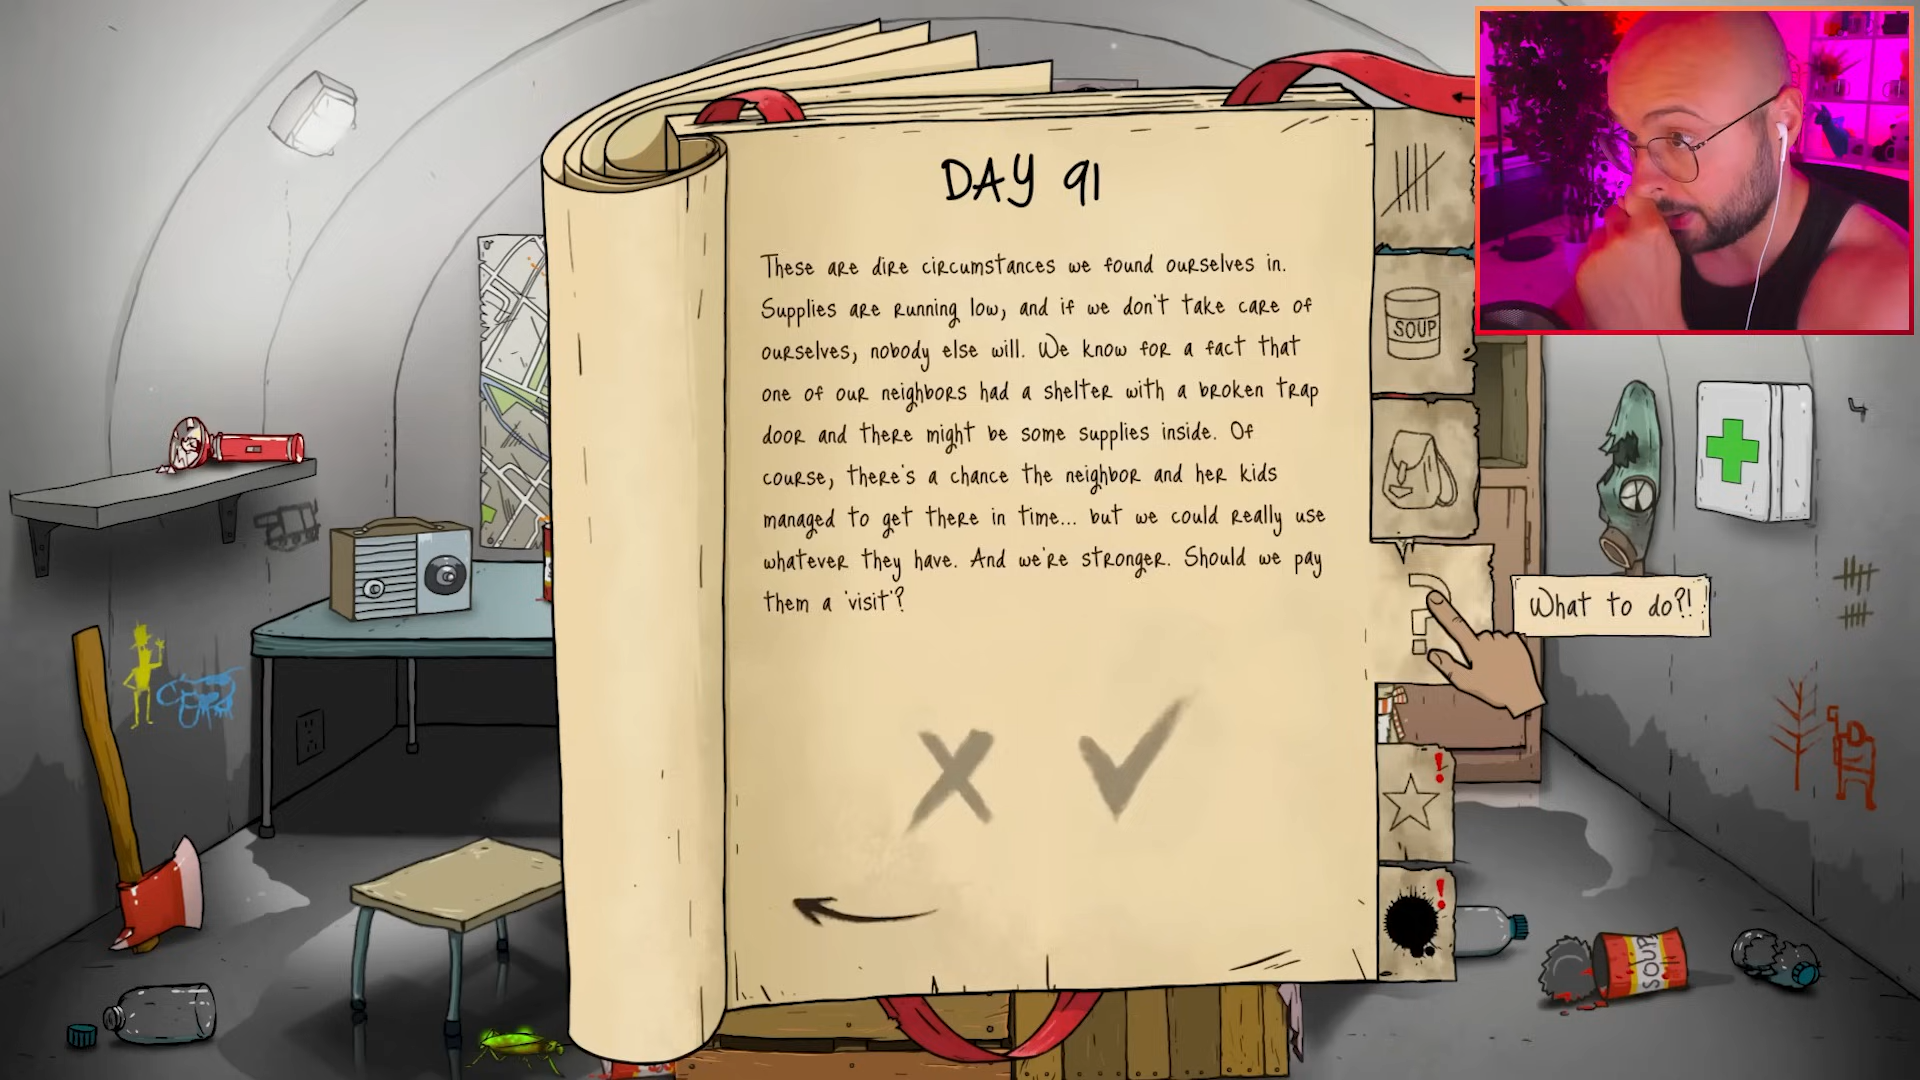 DAY 91
These are dire circumstances we found ourselves in.
Supplies are running low, and if we don't take care of
ourselves, nobody else will. We know for a fact that
one of our neighbors had a shelter with a broken trap
door and there might be some supplies inside. Of
course, there's a chance the neighbor and her kids
managed to get there in time... but we could really use
whatever they have. And we're stronger. Should we pay
them a 'visit'?
SOUP
What to do?!
SOUP